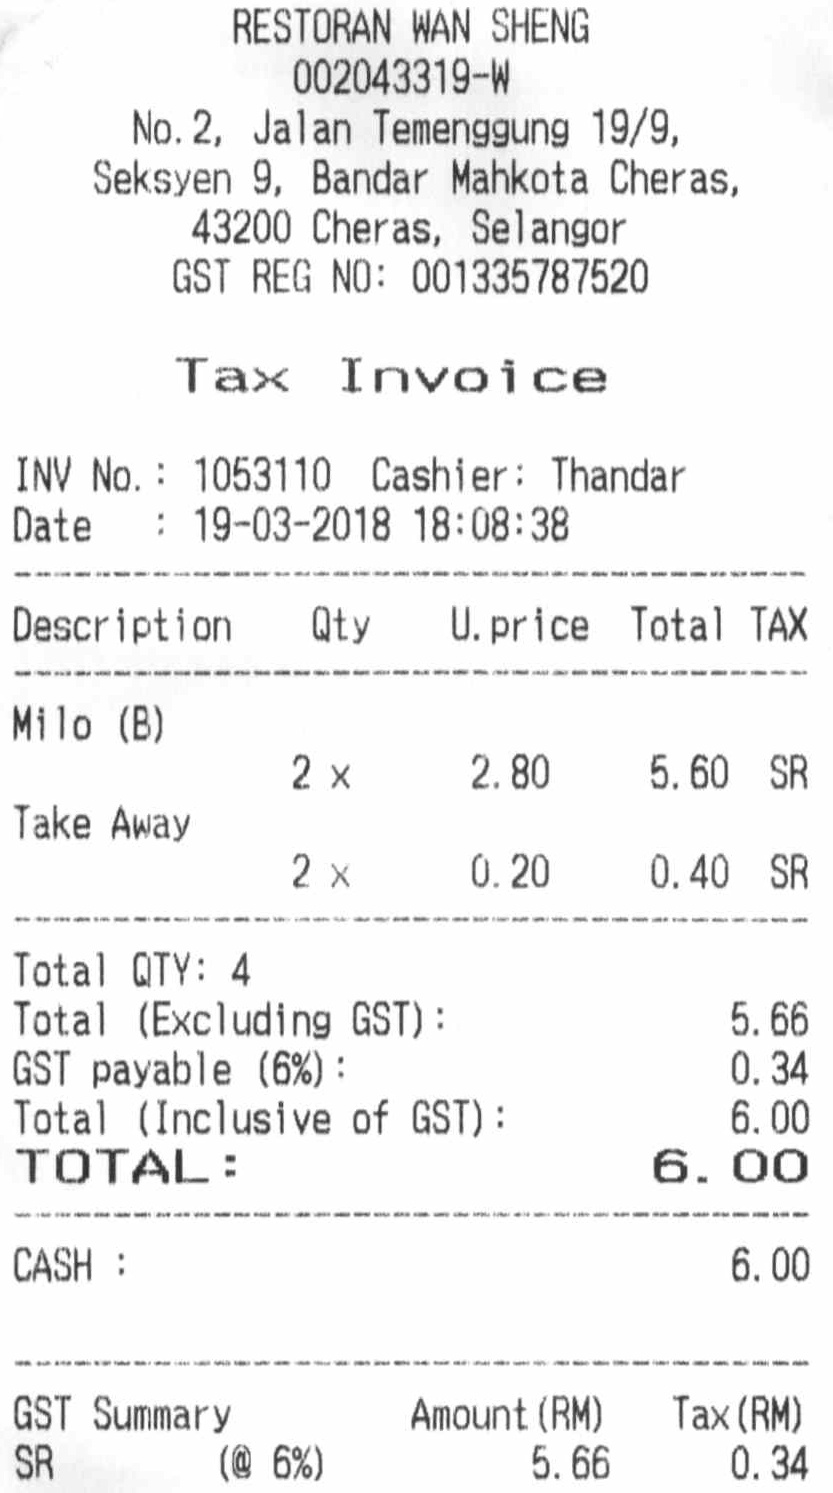 RESTORAN WAN SHENG
002043319-W
No.2, Jalan Temenggung 19/9,
Seksyen 9, Bandar Mahkota Cheras,
43200 Cheras, Selangor
GST REG NO: 001335787520
Tax Invoice
INV No.: 1053110 Cashier: Thandar
Date : 19-03-2018 18:08:38
Description Qty U.price Total TAX
Milo (B)
2 x 2.80 5.60 SR
Take Away
2 x 0.20 0.40 SR
Total QTY: 4
Total (Excluding GST): 5.66
GST payable (6%): 0.34
Total (Inclusive of GST): 6.00
TOTAL: 6.00
CASH : 6.00
GST Summary Amount(RM) Tax(RM)
SR (@ 6%) 5.66 0.34